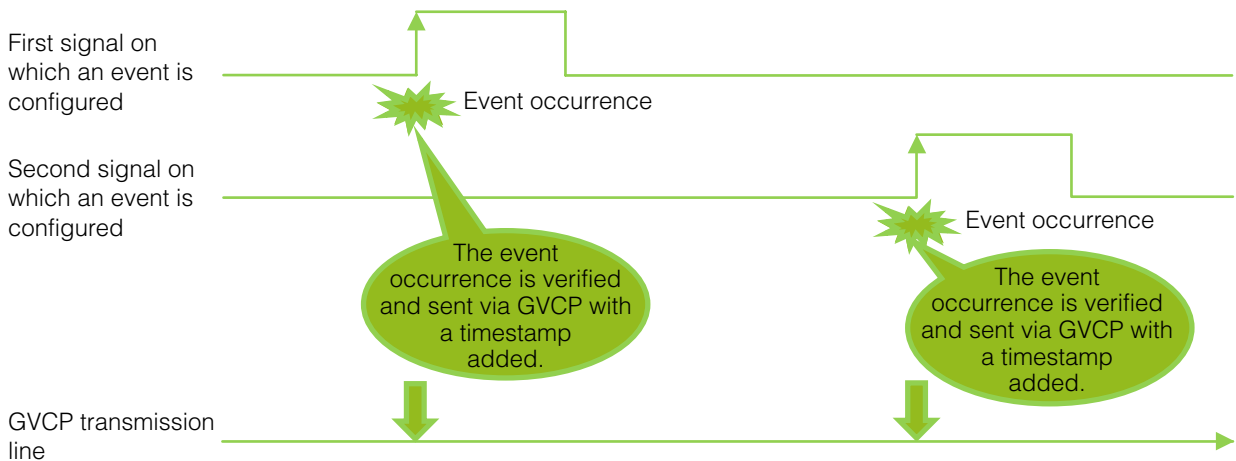 First signal on
which an event is
configured
Event occurrence
Second signal on
which an event is
configured
Event occurrence
The event
occurrence is verified
and sent via GVCP with
a timestamp
added.
The event
occurrence is verified
and sent via GVCP with
a timestamp
added.
GVCP transmission
line